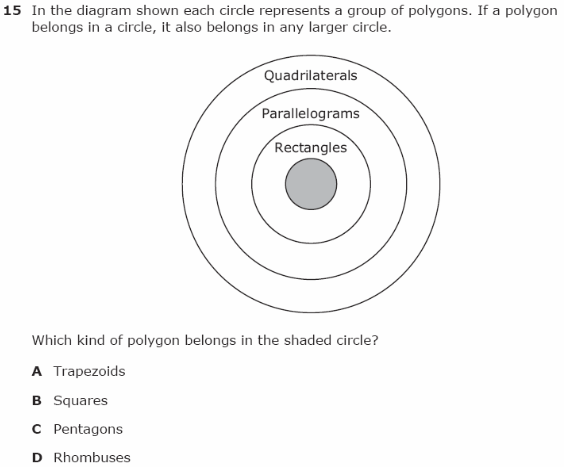 15 In the diagram shown each circle represents a group of polygons. If a polygon
belongs in a circle, it also belongs in any larger circle.
Quadrilaterals
Parallelograms
Rectangles
Which kind of polygon belongs in the shaded circle?
A Trapezoids
B Squares
C Pentagons
D Rhombuses